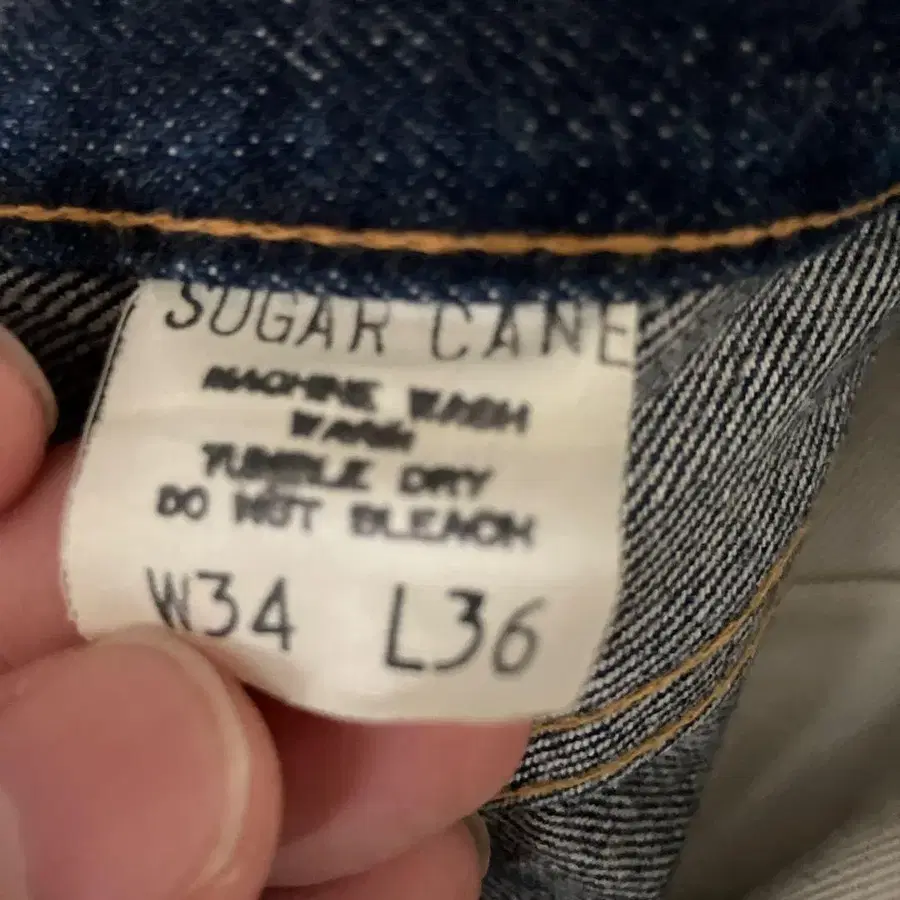 SUGAR CANE
MACHINE WASH
WARM
TUMBLE DRY
DO NOT BLEACH
W34 L36